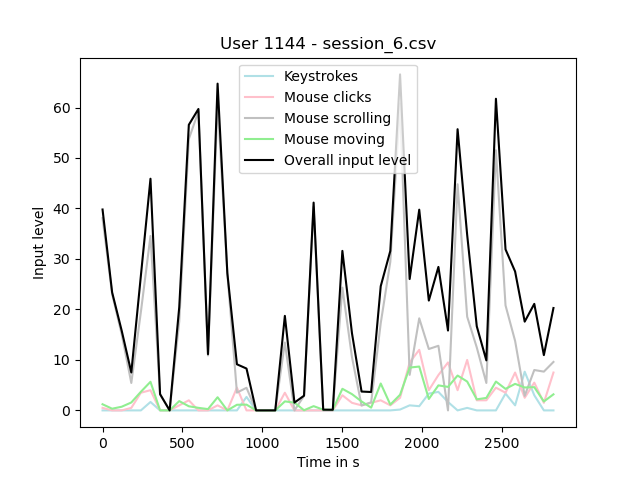 User 1144 - session_6.csv
Keystrokes
Mouse clicks
Mouse scrolling
Mouse moving
Overall input level
60
50
40
30
20
10
0
Input level
0 500 1000 1500 2000 2500
Time in s